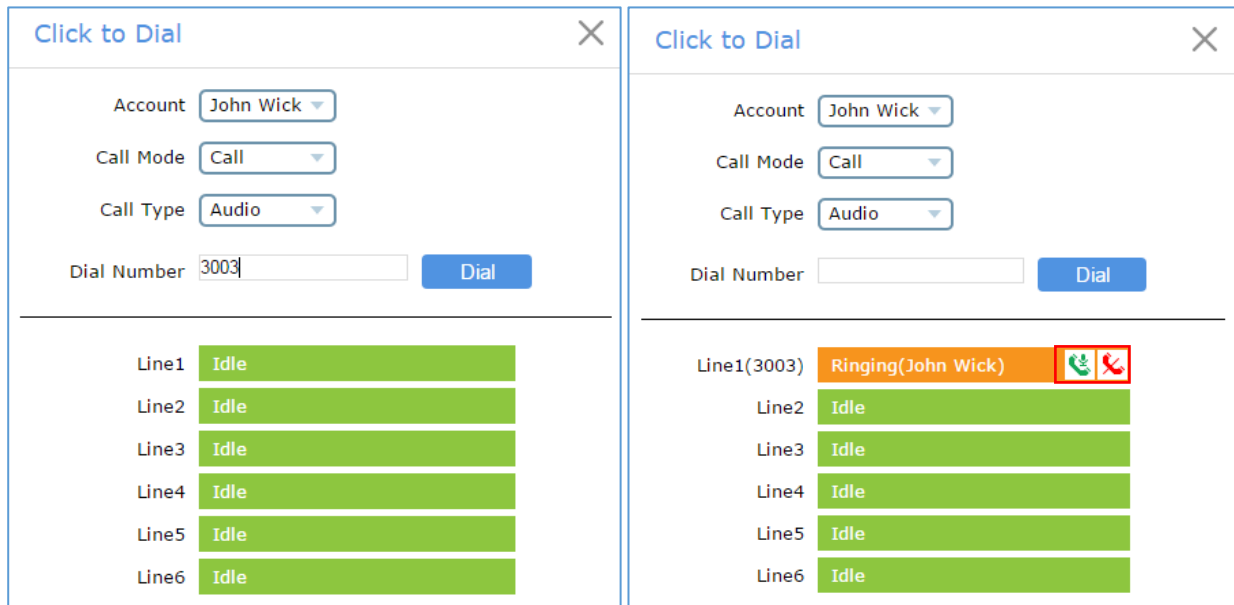 Click to Dial
Account John Wick
Call Mode Call
Call Type Audio
Dial Number 3003 Dial
Line1 Idle
Line2 Idle
Line3 Idle
Line4 Idle
Line5 Idle
Line6 Idle
Click to Dial
Account John Wick
Call Mode Call
Call Type Audio
Dial Number Dial
Line1(3003) Ringing(John Wick)
Line2 Idle
Line3 Idle
Line4 Idle
Line5 Idle
Line6 Idle